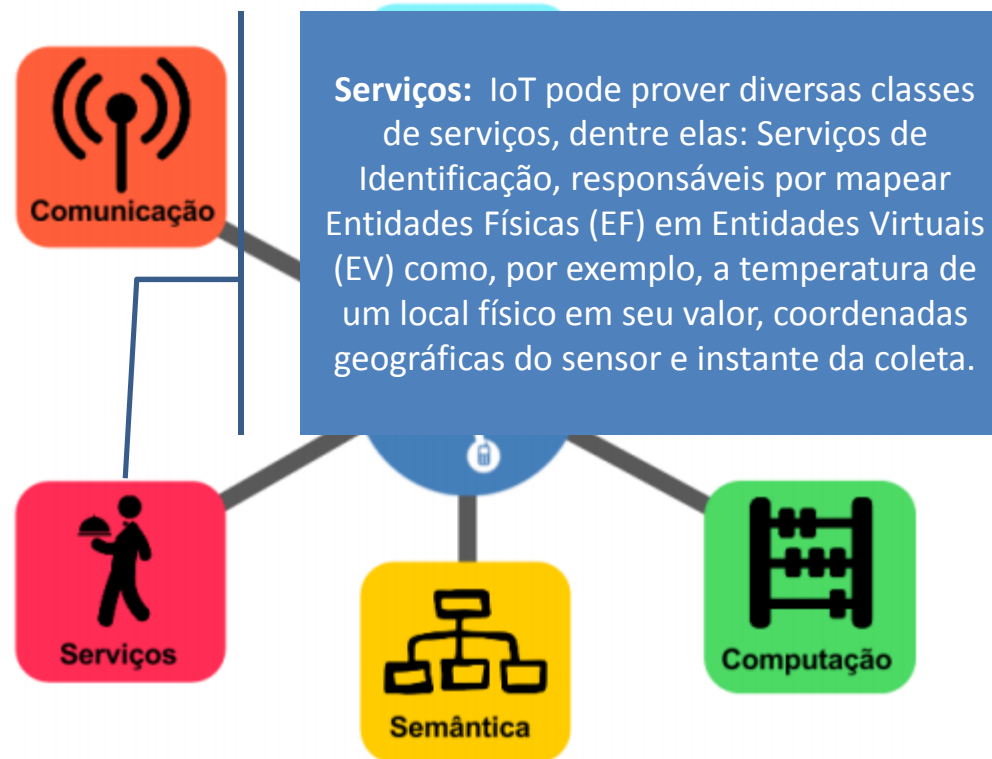 Comunicação
Serviços: IoT pode prover diversas classes
de serviços, dentre elas: Serviços de
Identificação, responsáveis por mapear
Entidades Físicas (EF) em Entidades Virtuais
(EV) como, por exemplo, a temperatura de
um local físico em seu valor, coordenadas
geográficas do sensor e instante da coleta.
Serviços
Semântica
Computação